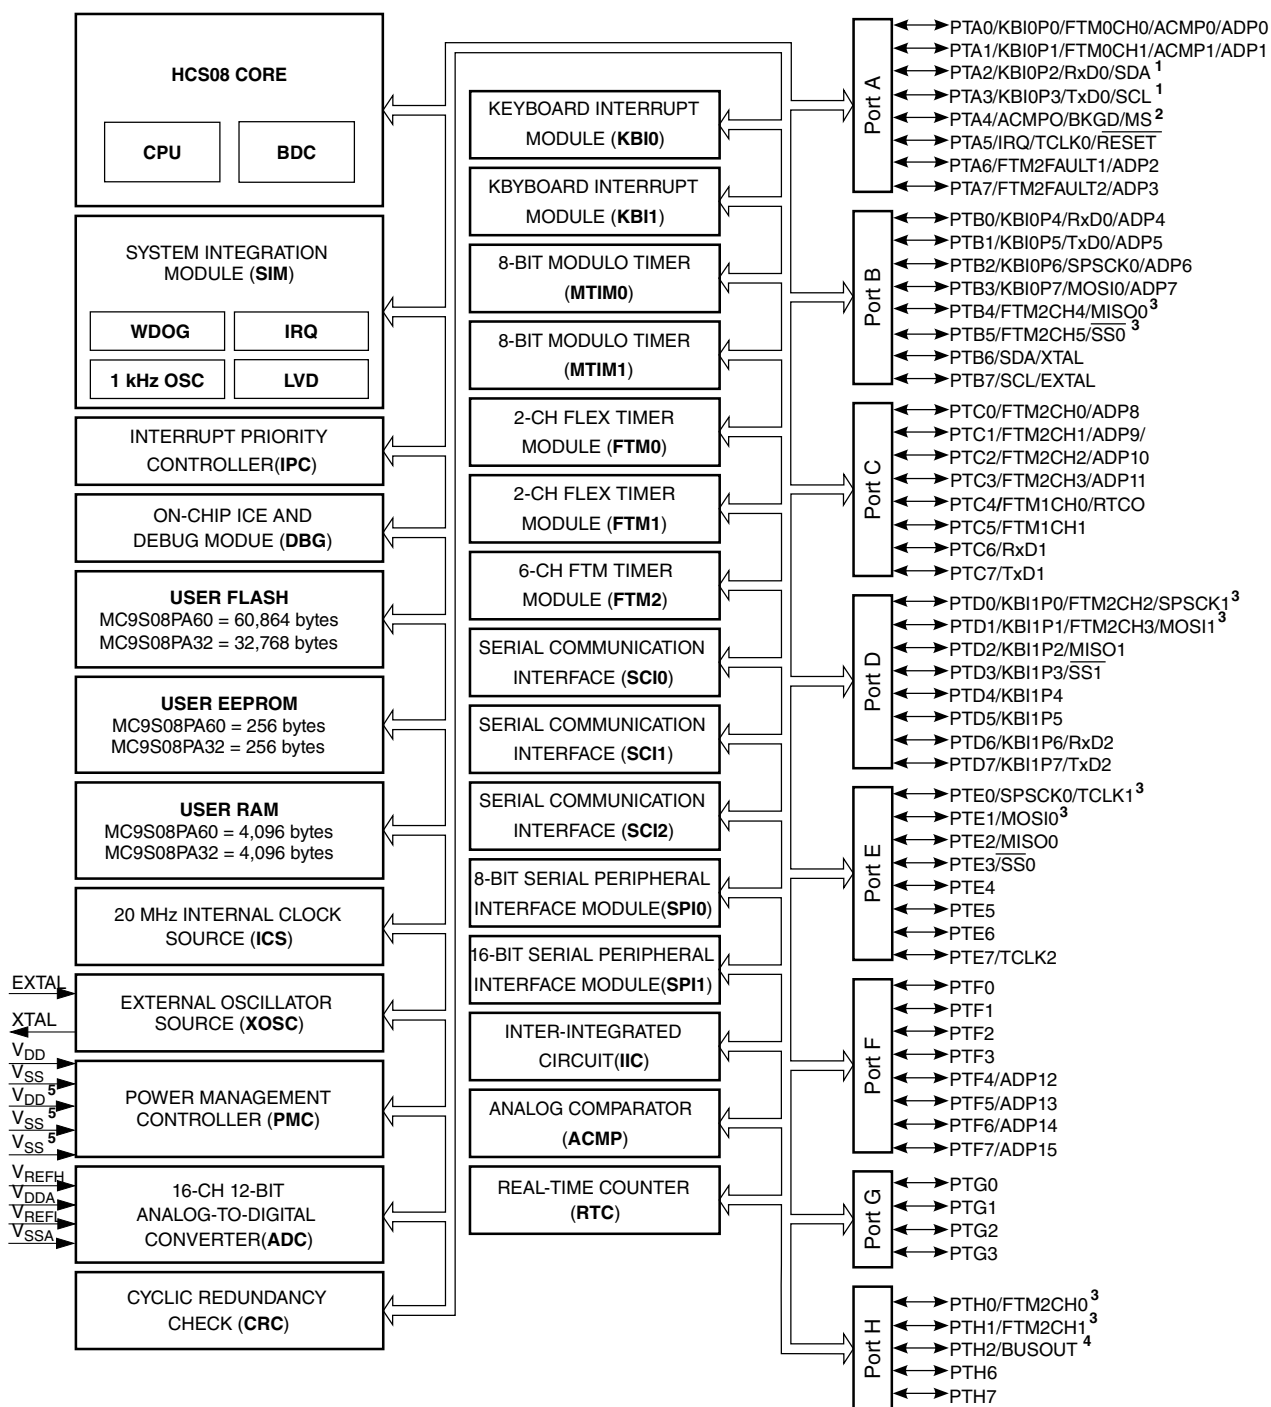 HCS08 CORE
CPU
BDC
SYSTEM INTEGRATION
MODULE (SIM)
WDOG
IRQ
1 kHz OSC
LVD
INTERRUPT PRIORITY
CONTROLLER(IPC)
ON-CHIP ICE AND
DEBUG MODUE (DBG)
USER FLASH
MC9S08PA60 = 60,864 bytes
MC9S08PA32 = 32,768 bytes
USER EEPROM
MC9S08PA60 = 256 bytes
MC9S08PA32 = 256 bytes
USER RAM
MC9S08PA60 = 4,096 bytes
MC9S08PA32 = 4,096 bytes
20 MHz INTERNAL CLOCK
SOURCE (ICS)
EXTAL
XTAL
EXTERNAL OSCILLATOR
SOURCE (XOSC)
VDD
VSS
VDD 5
VSS 5
VSS 5
POWER MANAGEMENT
CONTROLLER (PMC)
VREFH
VDDA
VREFL
VSSA
16-CH 12-BIT
ANALOG-TO-DIGITAL
CONVERTER(ADC)
CYCLIC REDUNDANCY
CHECK (CRC)
KEYBOARD INTERRUPT
MODULE (KBI0)
KBYBOARD INTERRUPT
MODULE (KBI1)
8-BIT MODULO TIMER
(MTIM0)
8-BIT MODULO TIMER
(MTIM1)
2-CH FLEX TIMER
MODULE (FTM0)
2-CH FLEX TIMER
MODULE (FTM1)
6-CH FTM TIMER
MODULE (FTM2)
SERIAL COMMUNICATION
INTERFACE (SCI0)
SERIAL COMMUNICATION
INTERFACE (SCI1)
SERIAL COMMUNICATION
INTERFACE (SCI2)
8-BIT SERIAL PERIPHERAL
INTERFACE MODULE(SPI0)
16-BIT SERIAL PERIPHERAL
INTERFACE MODULE(SPI1)
INTER-INTEGRATED
CIRCUIT(IIC)
ANALOG COMPARATOR
(ACMP)
REAL-TIME COUNTER
(RTC)
Port A
PTA0/KBI0P0/FTM0CH0/ACMP0/ADP0
PTA1/KBI0P1/FTM0CH1/ACMP1/ADP1
PTA2/KBI0P2/RxD0/SDA 1
PTA3/KBI0P3/TxD0/SCL 1
PTA4/ACMPO/BKGD/MS 2
PTA5/IRQ/TCLK0/RESET
PTA6/FTM2FAULT1/ADP2
PTA7/FTM2FAULT2/ADP3
Port B
PTB0/KBI0P4/RxD0/ADP4
PTB1/KBI0P5/TxD0/ADP5
PTB2/KBI0P6/SPSCK0/ADP6
PTB3/KBI0P7/MOSI0/ADP7
PTB4/FTM2CH4/MISO0 3
PTB5/FTM2CH5/SS0 3
PTB6/SDA/XTAL
PTB7/SCL/EXTAL
Port C
PTC0/FTM2CH0/ADP8
PTC1/FTM2CH1/ADP9/
PTC2/FTM2CH2/ADP10
PTC3/FTM2CH3/ADP11
PTC4/FTM1CH0/RTCO
PTC5/FTM1CH1
PTC6/RxD1
PTC7/TxD1
Port D
PTD0/KBI1P0/FTM2CH2/SPSCK1 3
PTD1/KBI1P1/FTM2CH3/MOSI1 3
PTD2/KBI1P2/MISO1
PTD3/KBI1P3/SS1
PTD4/KBI1P4
PTD5/KBI1P5
PTD6/KBI1P6/RxD2
PTD7/KBI1P7/TxD2
Port E
PTE0/SPSCK0/TCLK1 3
PTE1/MOSI0 3
PTE2/MISO0
PTE3/SS0
PTE4
PTE5
PTE6
PTE7/TCLK2
Port F
PTF0
PTF1
PTF2
PTF3
PTF4/ADP12
PTF5/ADP13
PTF6/ADP14
PTF7/ADP15
Port G
PTG0
PTG1
PTG2
PTG3
Port H
PTH0/FTM2CH0 3
PTH1/FTM2CH1 3
PTH2/BUSOUT 4
PTH6
PTH7